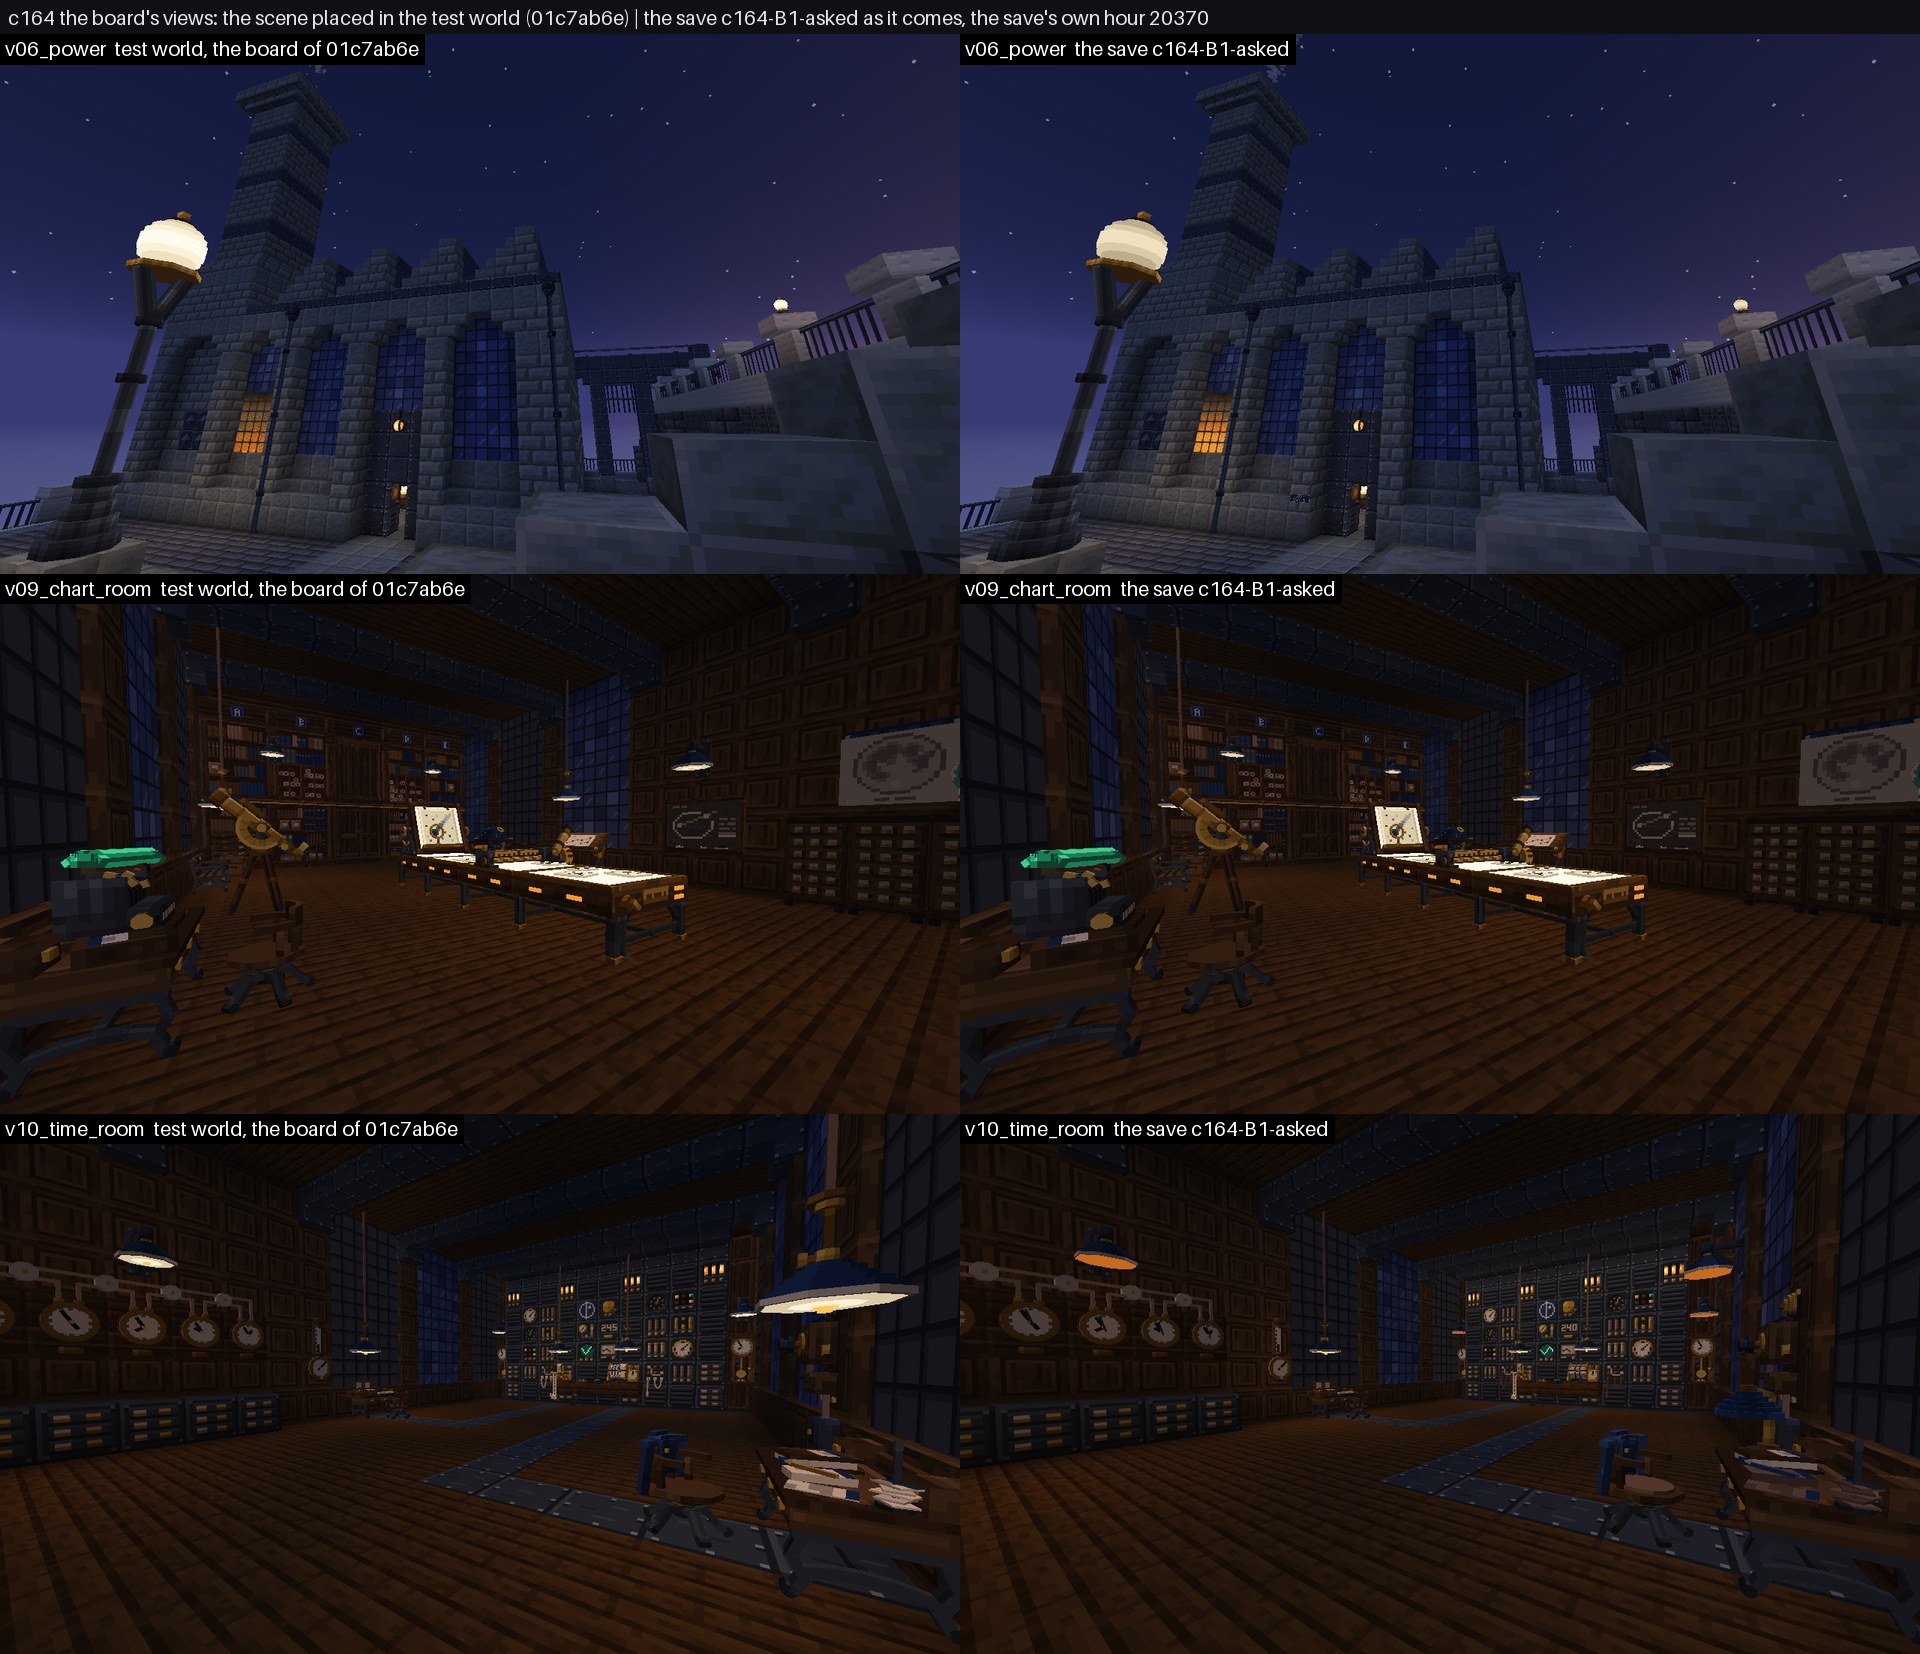 c164 the board's views: the scene placed in the test world (01c7ab6e) | the save c164-B1-asked as it comes, the save's own hour 20370
v06_power test world, the board of 01c7ab6e
v06_power the save c164-B1-asked
v09_chart_room test world, the board of 01c7ab6e
v09_chart_room the save c164-B1-asked
A B C D E
A B C D E
v10_time_room test world, the board of 01c7ab6e
v10_time_room the save c164-B1-asked
245
240